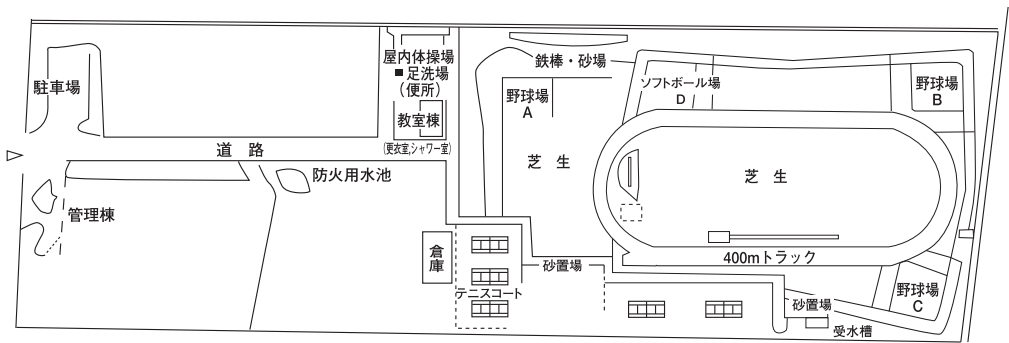 駐車場
屋内体操場
■足洗場
（便所）
教室棟
（更衣室,シャワー室）
鉄棒・砂場
野球場
A
ソフトボール場
D
野球場
B
道　路
防火用水池
管理棟
芝　生
芝　生
400mトラック
倉庫
テニスコート
砂置場
砂置場
野球場
C
受水槽